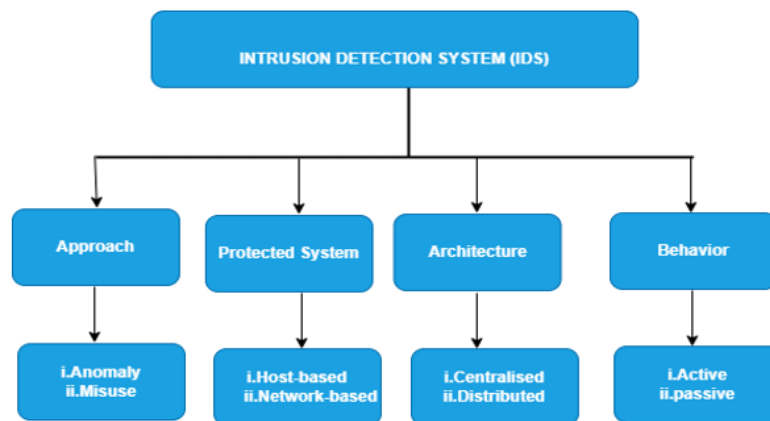 INTRUSION DETECTION SYSTEM (IDS)
Approach
Protected System
Architecture
Behavior
i.Anomaly
ii.Misuse
i.Host-based
ii.Network-based
i.Centralised
ii.Distributed
i.Active
ii.passive